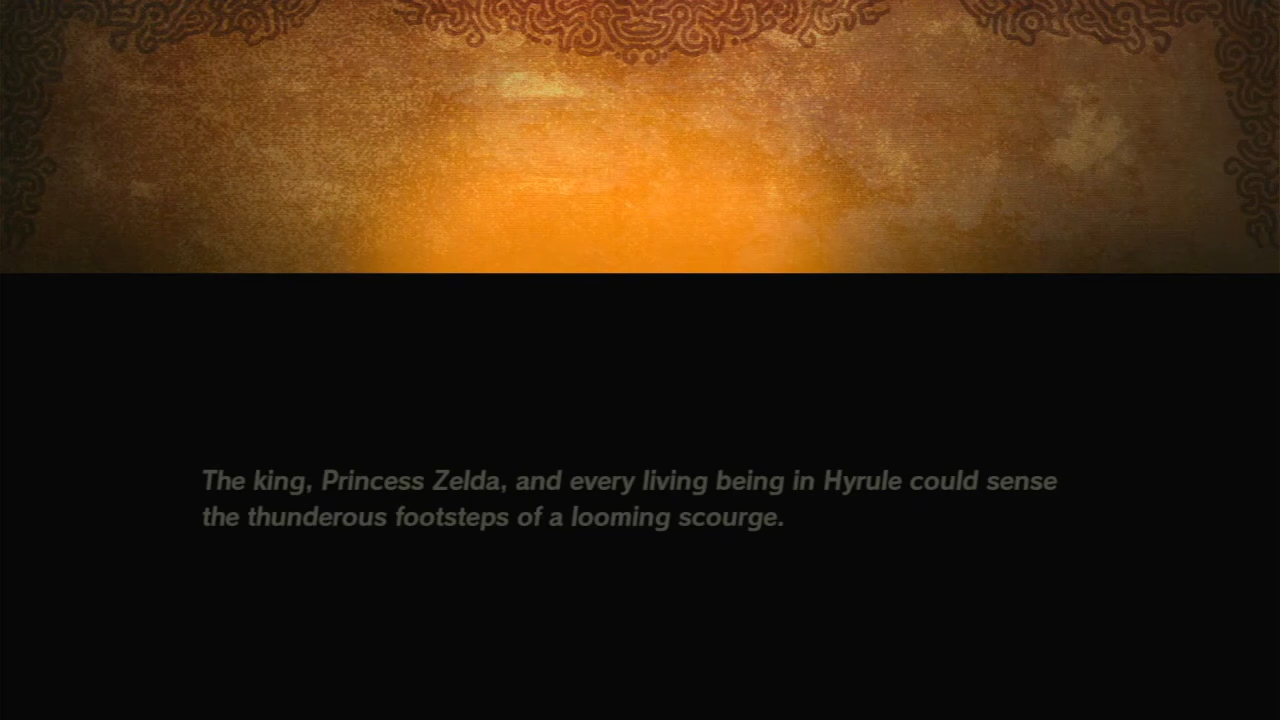 The king, Princess Zelda, and every living being in Hyrule could sense
the thunderous footsteps of a looming scourge.